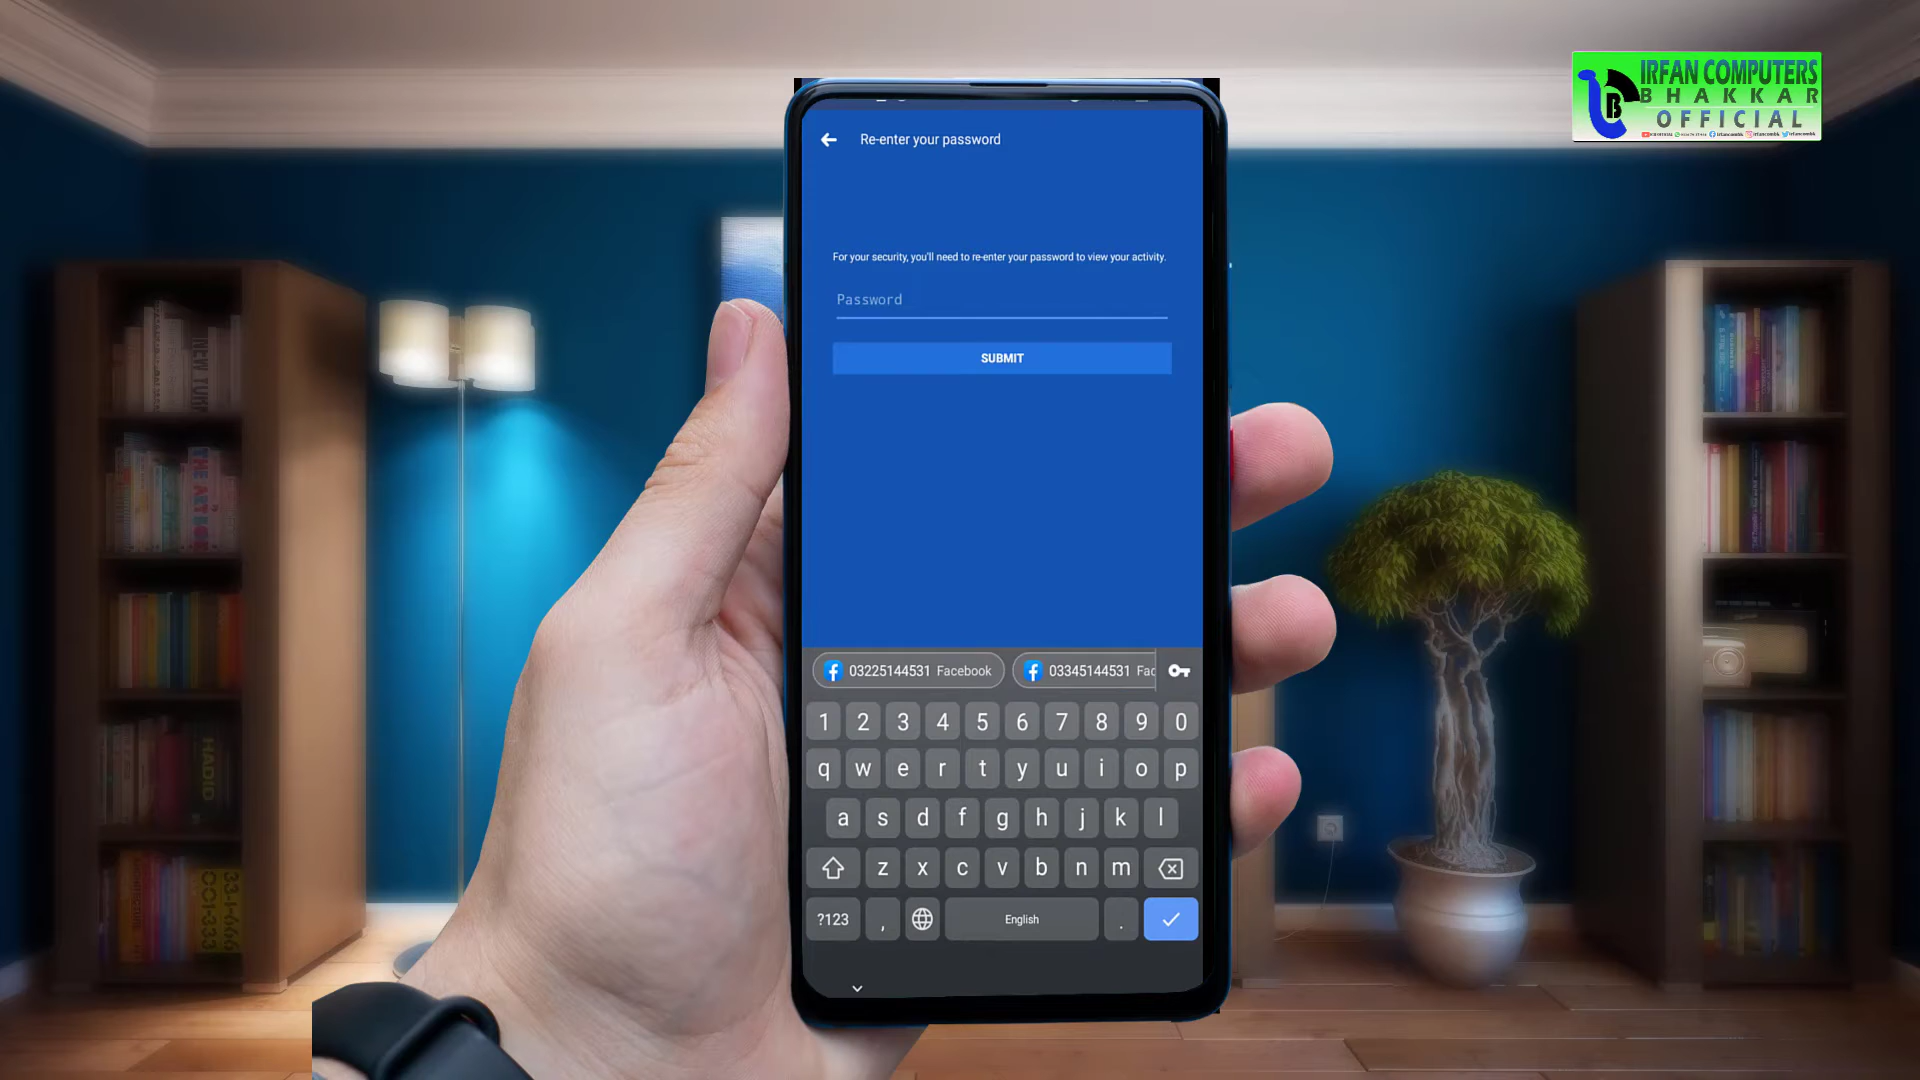 IRFAN COMPUTERS
BHAKKAR
OFFICIAL
Re-enter your password
For your security, you'll need to re-enter your password to view your activity.
Password
SUBMIT
03225144531 Facebook
03345144531 Fac
1 2 3 4 5 6 7 8 9 0
q w e r t y u i o p
a s d f g h j k l
z x c v b n m
?123 , English .
HADID